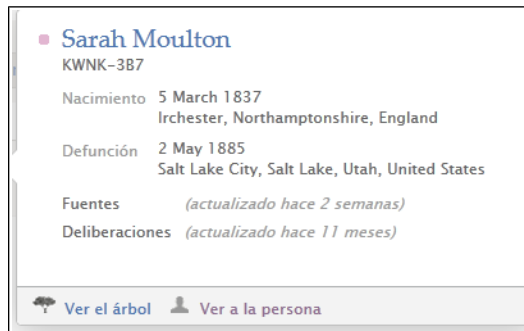 Sarah Moulton
KWNK-3B7
Nacimiento 5 March 1837
Irchester, Northamptonshire, England
Defunción 2 May 1885
Salt Lake City, Salt Lake, Utah, United States
Fuentes (actualizado hace 2 semanas)
Deliberaciones (actualizado hace 11 meses)
Ver el árbol Ver a la persona